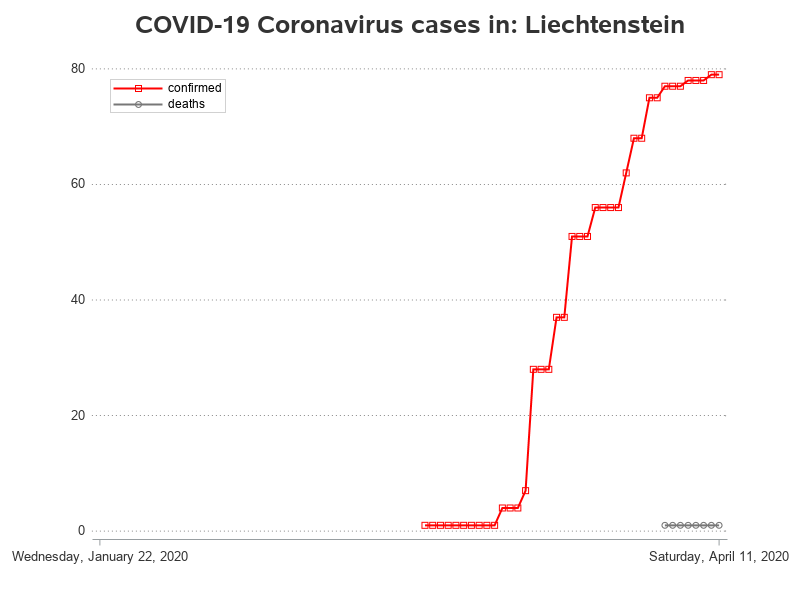 COVID-19 Coronavirus cases in: Liechtenstein
80
confirmed
deaths
60
40
20
0
Wednesday, January 22, 2020
Saturday, April 11, 2020